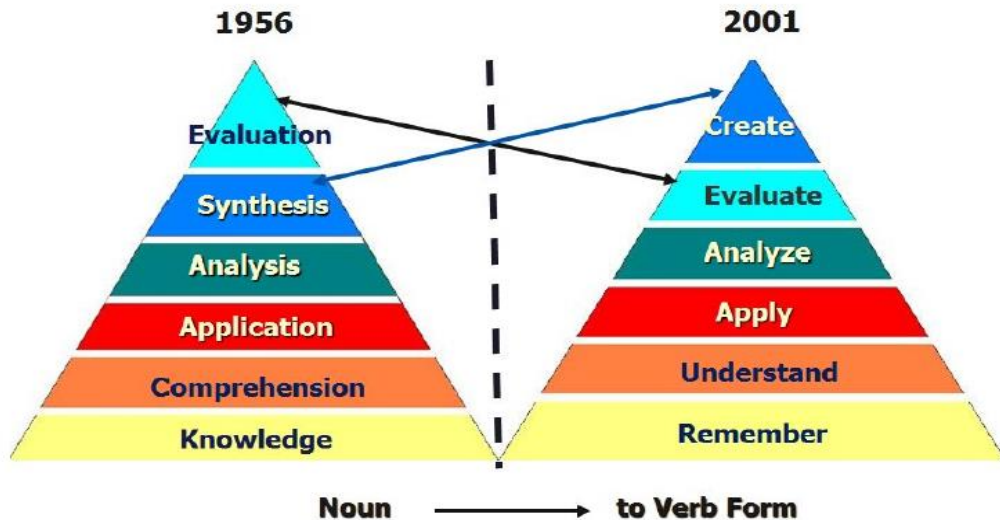 1956
2001
Evaluation
Synthesis
Analysis
Application
Comprehension
Knowledge
Create
Evaluate
Analyze
Apply
Understand
Remember
Noun to Verb Form